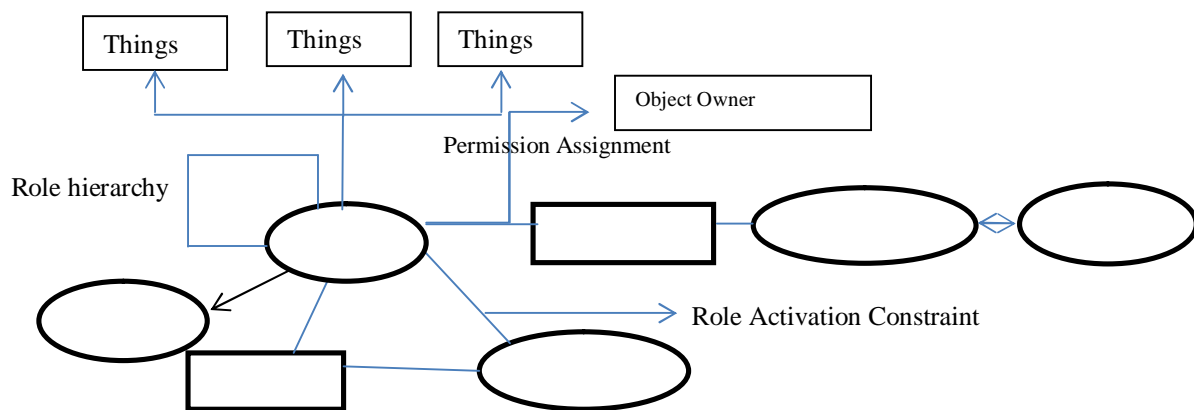 Things
Things
Things
Object Owner
Permission Assignment
Role hierarchy
Role Activation Constraint